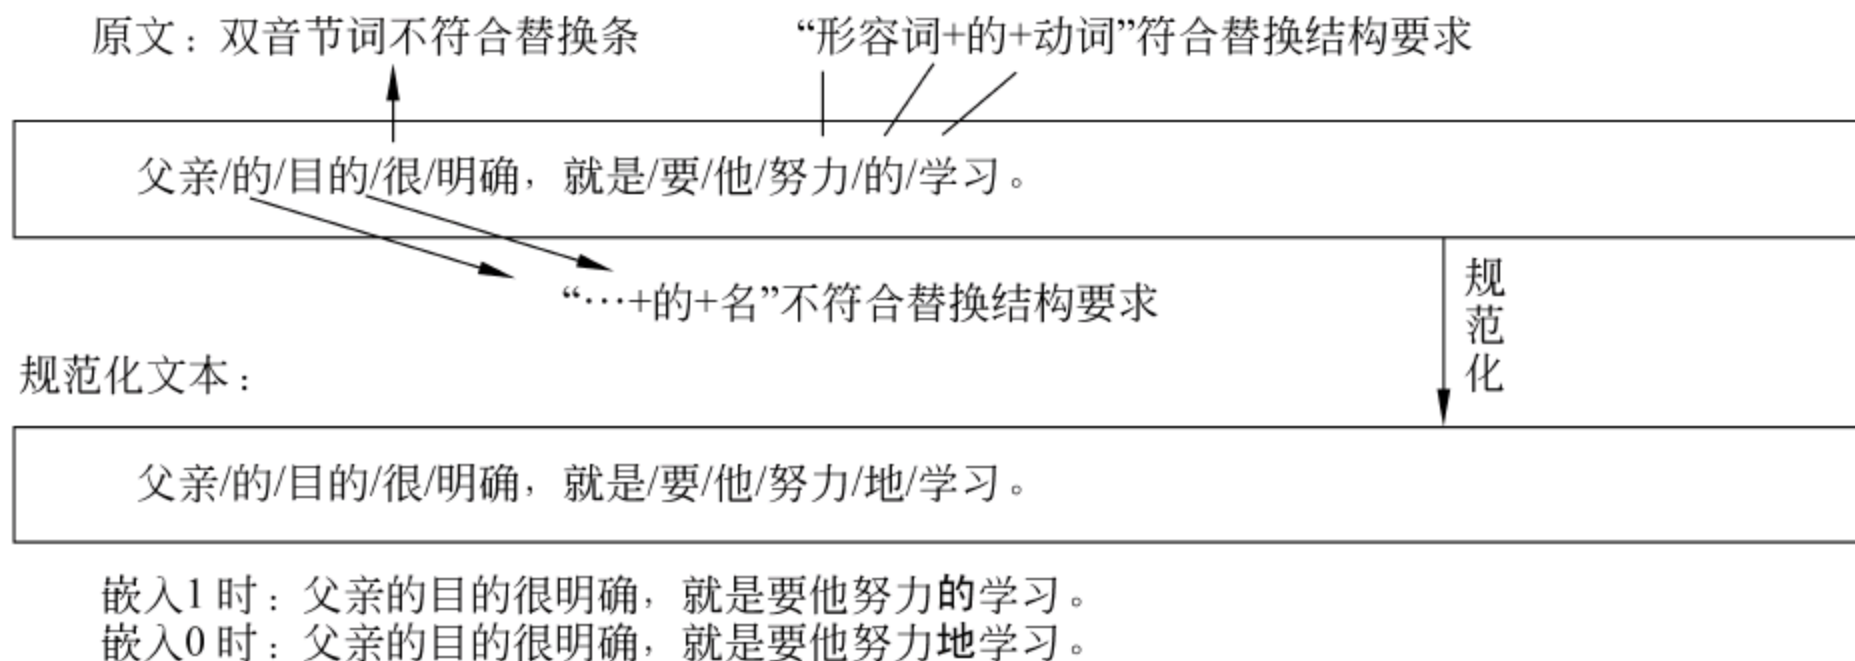 原文：双音节词不符合替换条
“形容词+的+动词”符合替换结构要求
父亲/的/目的/很/明确，就是/要/他/努力/的/学习。
“…+的+名”不符合替换结构要求
规范化
规范化文本：
父亲/的/目的/很/明确，就是/要/他/努力/地/学习。
嵌入1 时：父亲的目的很明确，就是要他努力的学习。
嵌入0 时：父亲的目的很明确，就是要他努力地学习。